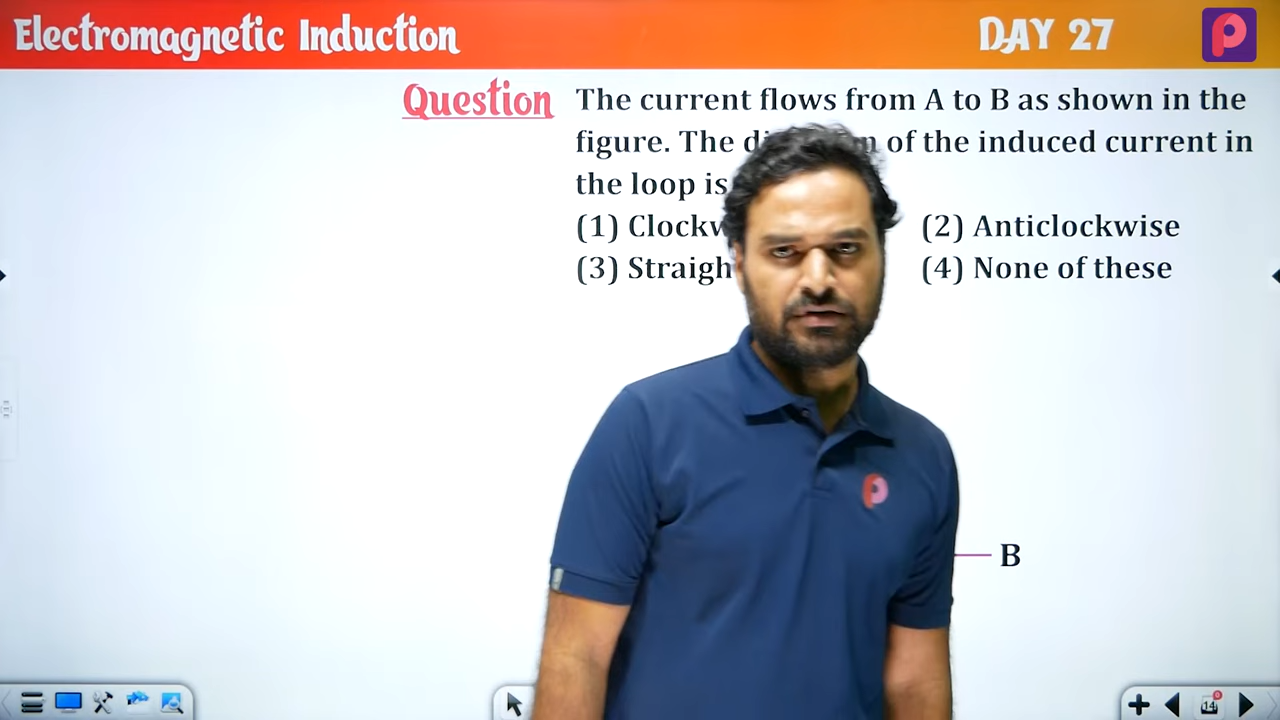 Electromagnetic Induction
DAY 27
Question
The current flows from A to B as shown in the
figure. The of the induced current in
the loop is
(1)
(2) Anticlockwise
(3)
(4) None of these
B
14